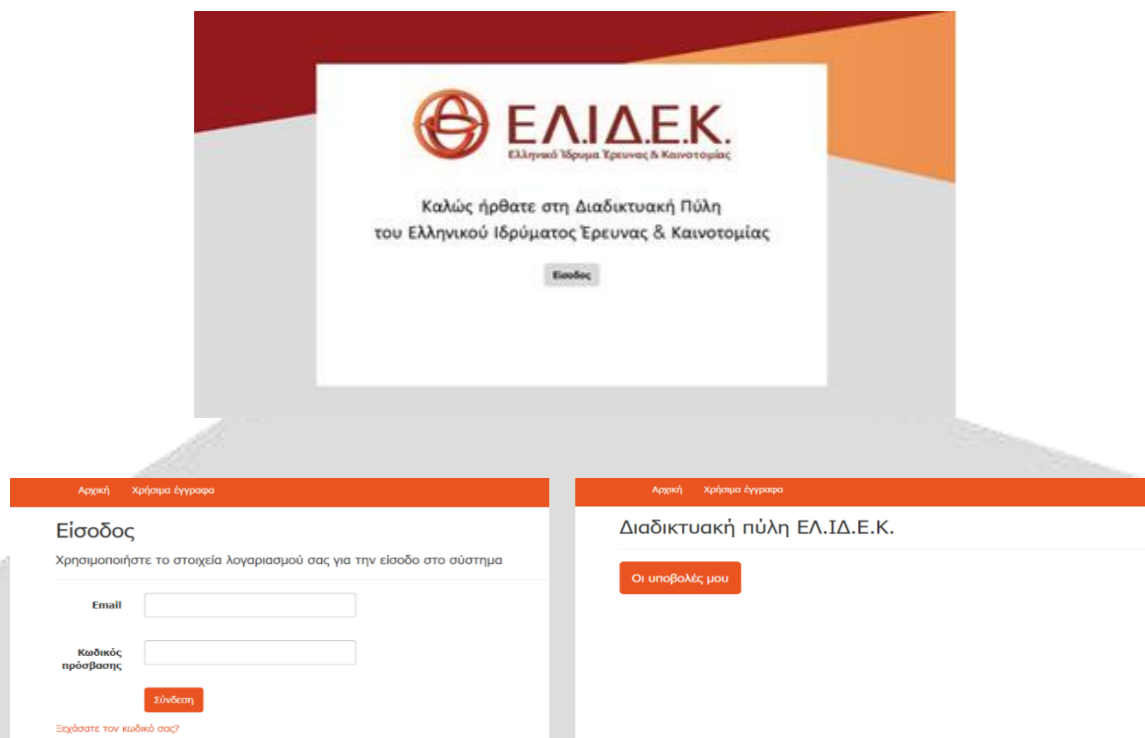 ΕΛ.ΙΔ.Ε.Κ.
Ελληνικό Ίδρυμα Έρευνας & Καινοτομίας
Καλώς ήρθατε στη Διαδικτυακή Πύλη
του Ελληνικού Ιδρύματος Έρευνας & Καινοτομίας
Είσοδος
Αρχική Χρήσιμα έγγραφα
Είσοδος
Χρησιμοποιήστε το στοιχεία λογαριασμού σας για την είσοδο στο σύστημα
Email
Κωδικός
πρόσβασης
Σύνδεση
Ξεχάσατε τον κωδικό σας?
Αρχική Χρήσιμα έγγραφα
Διαδικτυακή πύλη ΕΛ.ΙΔ.Ε.Κ.
Οι υποβολές μου